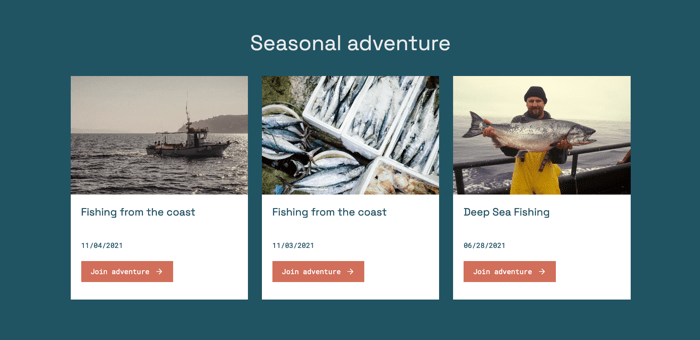 Seasonal adventure
Fishing from the coast
11/04/2021
Join adventure →
Fishing from the coast
11/03/2021
Join adventure →
Deep Sea Fishing
06/28/2021
Join adventure →